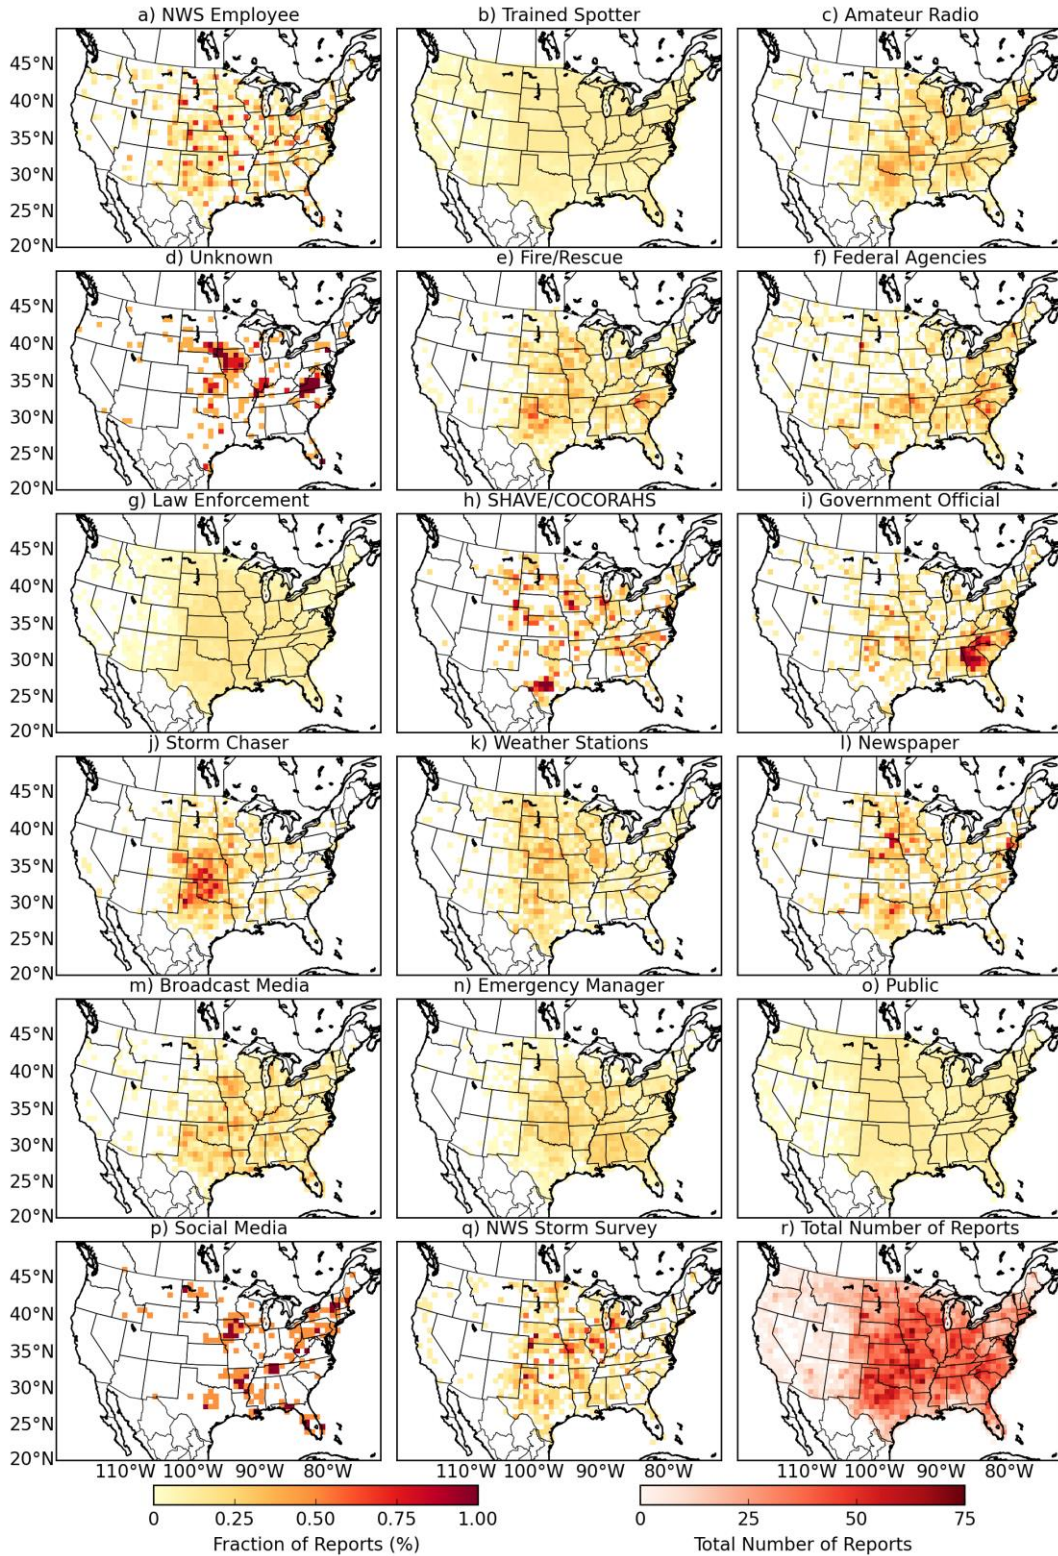 a) NWS Employee
b) Trained Spotter
c) Amateur Radio
45°N
40°N
35°N
30°N
25°N
20°N
d) Unknown
e) Fire/Rescue
f) Federal Agencies
45°N
40°N
35°N
30°N
25°N
20°N
g) Law Enforcement
h) SHAVE/COCORAHS
i) Government Official
45°N
40°N
35°N
30°N
25°N
20°N
j) Storm Chaser
k) Weather Stations
l) Newspaper
45°N
40°N
35°N
30°N
25°N
20°N
m) Broadcast Media
n) Emergency Manager
o) Public
45°N
40°N
35°N
30°N
25°N
20°N
p) Social Media
q) NWS Storm Survey
r) Total Number of Reports
45°N
40°N
35°N
30°N
25°N
20°N
110°W 100°W 90°W 80°W
110°W 100°W 90°W 80°W
110°W 100°W 90°W 80°W
0 0.25 0.50 0.75 1.00
Fraction of Reports (%)
0 25 50 75
Total Number of Reports